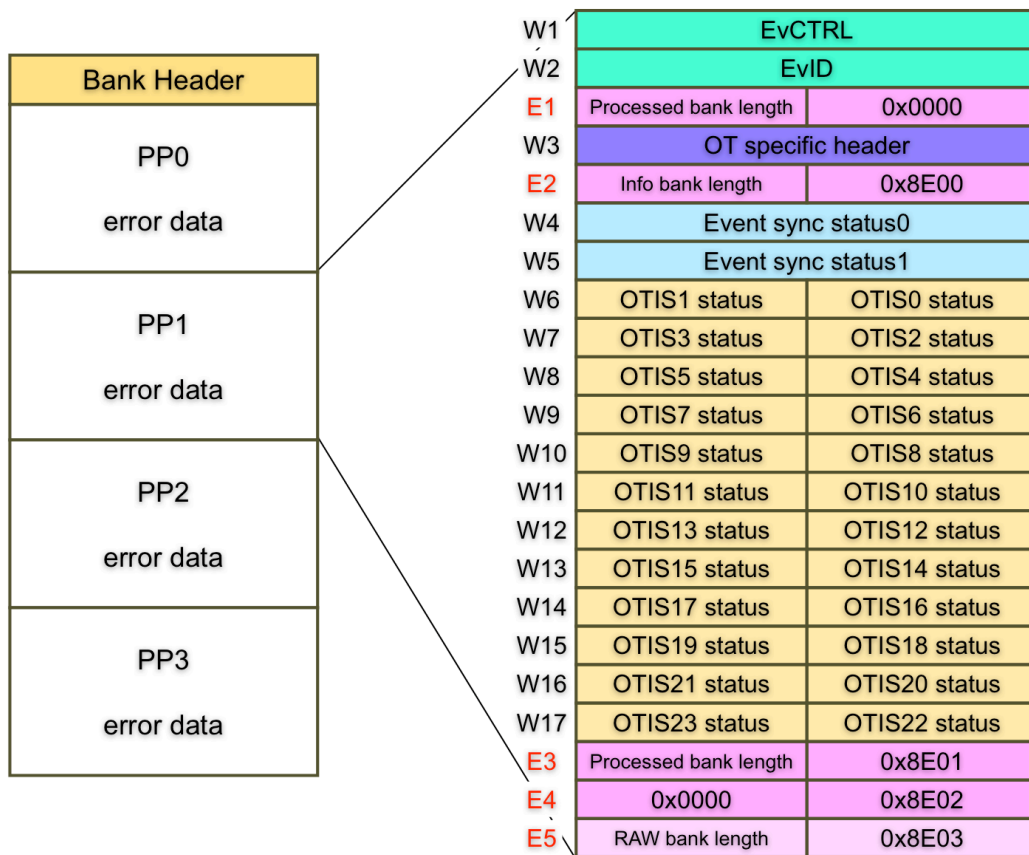 Bank Header
PP0
error data
PP1
error data
PP2
error data
PP3
error data
W1 EvCTRL
W2 EvID
E1 Processed bank length 0x0000
W3 OT specific header
E2 Info bank length 0x8E00
W4 Event sync status0
W5 Event sync status1
W6 OTIS1 status OTIS0 status
W7 OTIS3 status OTIS2 status
W8 OTIS5 status OTIS4 status
W9 OTIS7 status OTIS6 status
W10 OTIS9 status OTIS8 status
W11 OTIS11 status OTIS10 status
W12 OTIS13 status OTIS12 status
W13 OTIS15 status OTIS14 status
W14 OTIS17 status OTIS16 status
W15 OTIS19 status OTIS18 status
W16 OTIS21 status OTIS20 status
W17 OTIS23 status OTIS22 status
E3 Processed bank length 0x8E01
E4 0x0000 0x8E02
E5 RAW bank length 0x8E03